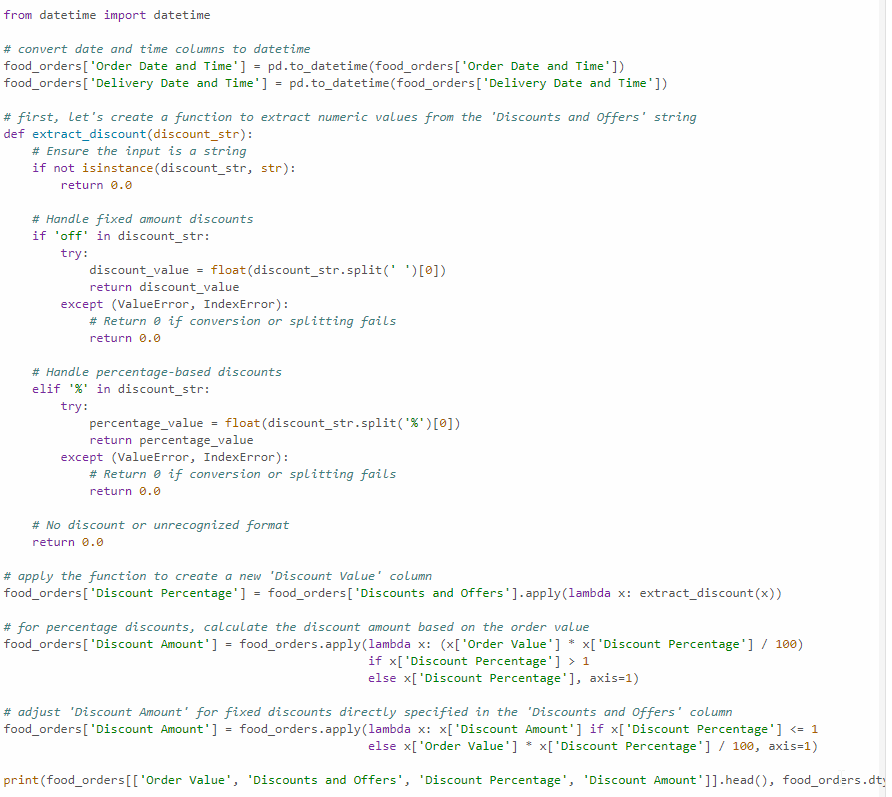 from datetime import datetime
# convert date and time columns to datetime
food_orders['Order Date and Time'] = pd.to_datetime(food_orders['Order Date and Time'])
food_orders['Delivery Date and Time'] = pd.to_datetime(food_orders['Delivery Date and Time'])
# first, let's create a function to extract numeric values from the 'Discounts and Offers' string
def extract_discount(discount_str):
    # Ensure the input is a string
    if not isinstance(discount_str, str):
        return 0.0
    # Handle fixed amount discounts
    if 'off' in discount_str:
        try:
            discount_value = float(discount_str.split(' ')[0])
            return discount_value
        except (ValueError, IndexError):
            # Return 0 if conversion or splitting fails
            return 0.0
    # Handle percentage-based discounts
    elif '%' in discount_str:
        try:
            percentage_value = float(discount_str.split('%')[0])
            return percentage_value
        except (ValueError, IndexError):
            # Return 0 if conversion or splitting fails
            return 0.0
    # No discount or unrecognized format
    return 0.0
# apply the function to create a new 'Discount Value' column
food_orders['Discount Percentage'] = food_orders['Discounts and Offers'].apply(lambda x: extract_discount(x))
# for percentage discounts, calculate the discount amount based on the order value
food_orders['Discount Amount'] = food_orders.apply(lambda x: (x['Order Value'] * x['Discount Percentage'] / 100)
                                                   if x['Discount Percentage'] > 1
                                                   else x['Discount Percentage'], axis=1)
# adjust 'Discount Amount' for fixed discounts directly specified in the 'Discounts and Offers' column
food_orders['Discount Amount'] = food_orders.apply(lambda x: x['Discount Amount'] if x['Discount Percentage'] <= 1
                                                   else x['Order Value'] * x['Discount Percentage'] / 100, axis=1)
print(food_orders[['Order Value', 'Discounts and Offers', 'Discount Percentage', 'Discount Amount']].head(), food_orders.dty